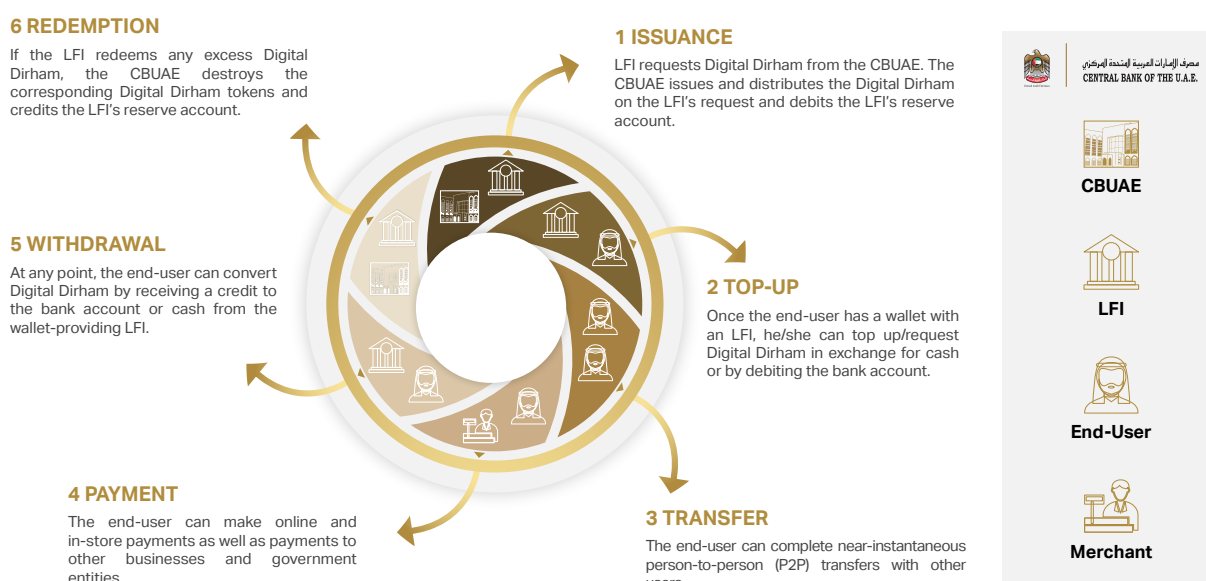 6 REDEMPTION
If the LFI redeems any excess Digital
Dirham, the CBUAE destroys the
corresponding Digital Dirham tokens and
credits the LFI's reserve account.
1 ISSUANCE
LFI requests Digital Dirham from the CBUAE. The
CBUAE issues and distributes the Digital Dirham
on the LFI's request and debits the LFI's reserve
account.
5 WITHDRAWAL
At any point, the end-user can convert
Digital Dirham by receiving a credit to
the bank account or cash from the
wallet-providing LFI.
2 TOP-UP
Once the end-user has a wallet with
an LFI, he/she can top up/request
Digital Dirham in exchange for cash
or by debiting the bank account.
4 PAYMENT
The end-user can make online and
in-store payments as well as payments to
other businesses and government
entities
3 TRANSFER
The end-user can complete near-instantaneous
person-to-person (P2P) transfers with other
مصرف الإمارات العربية المتحدة المركزي
CENTRAL BANK OF THE U.A.E.
CBUAE
LFI
End-User
Merchant